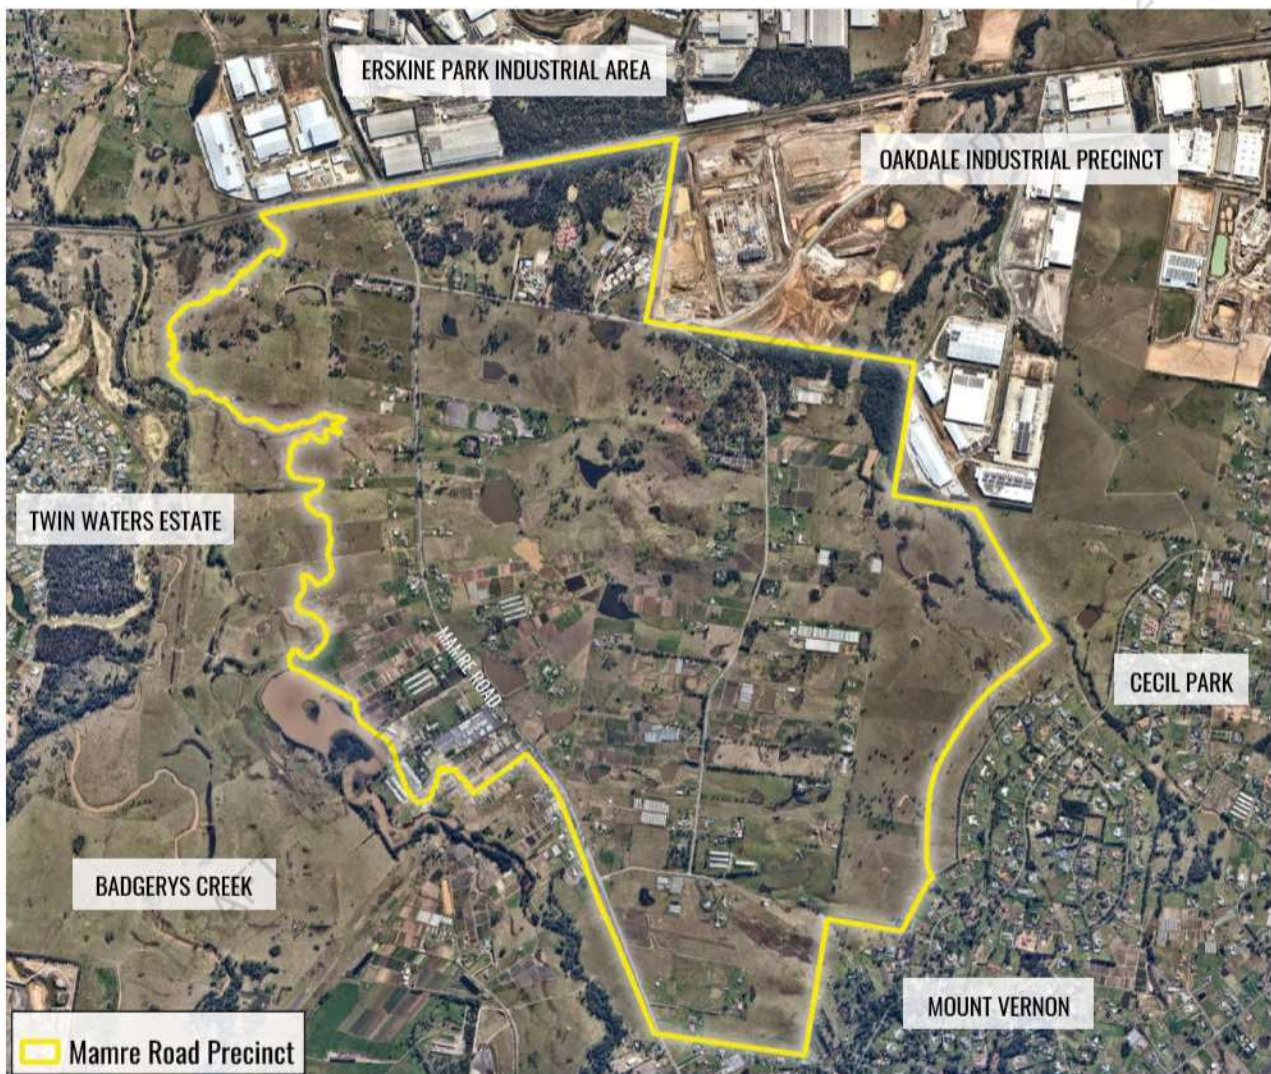 ERSKINE PARK INDUSTRIAL AREA
OAKDALE INDUSTRIAL PRECINCT
TWIN WATERS ESTATE
MAMRE ROAD
CECIL PARK
BADGERYS CREEK
MOUNT VERNON
Mamre Road Precinct